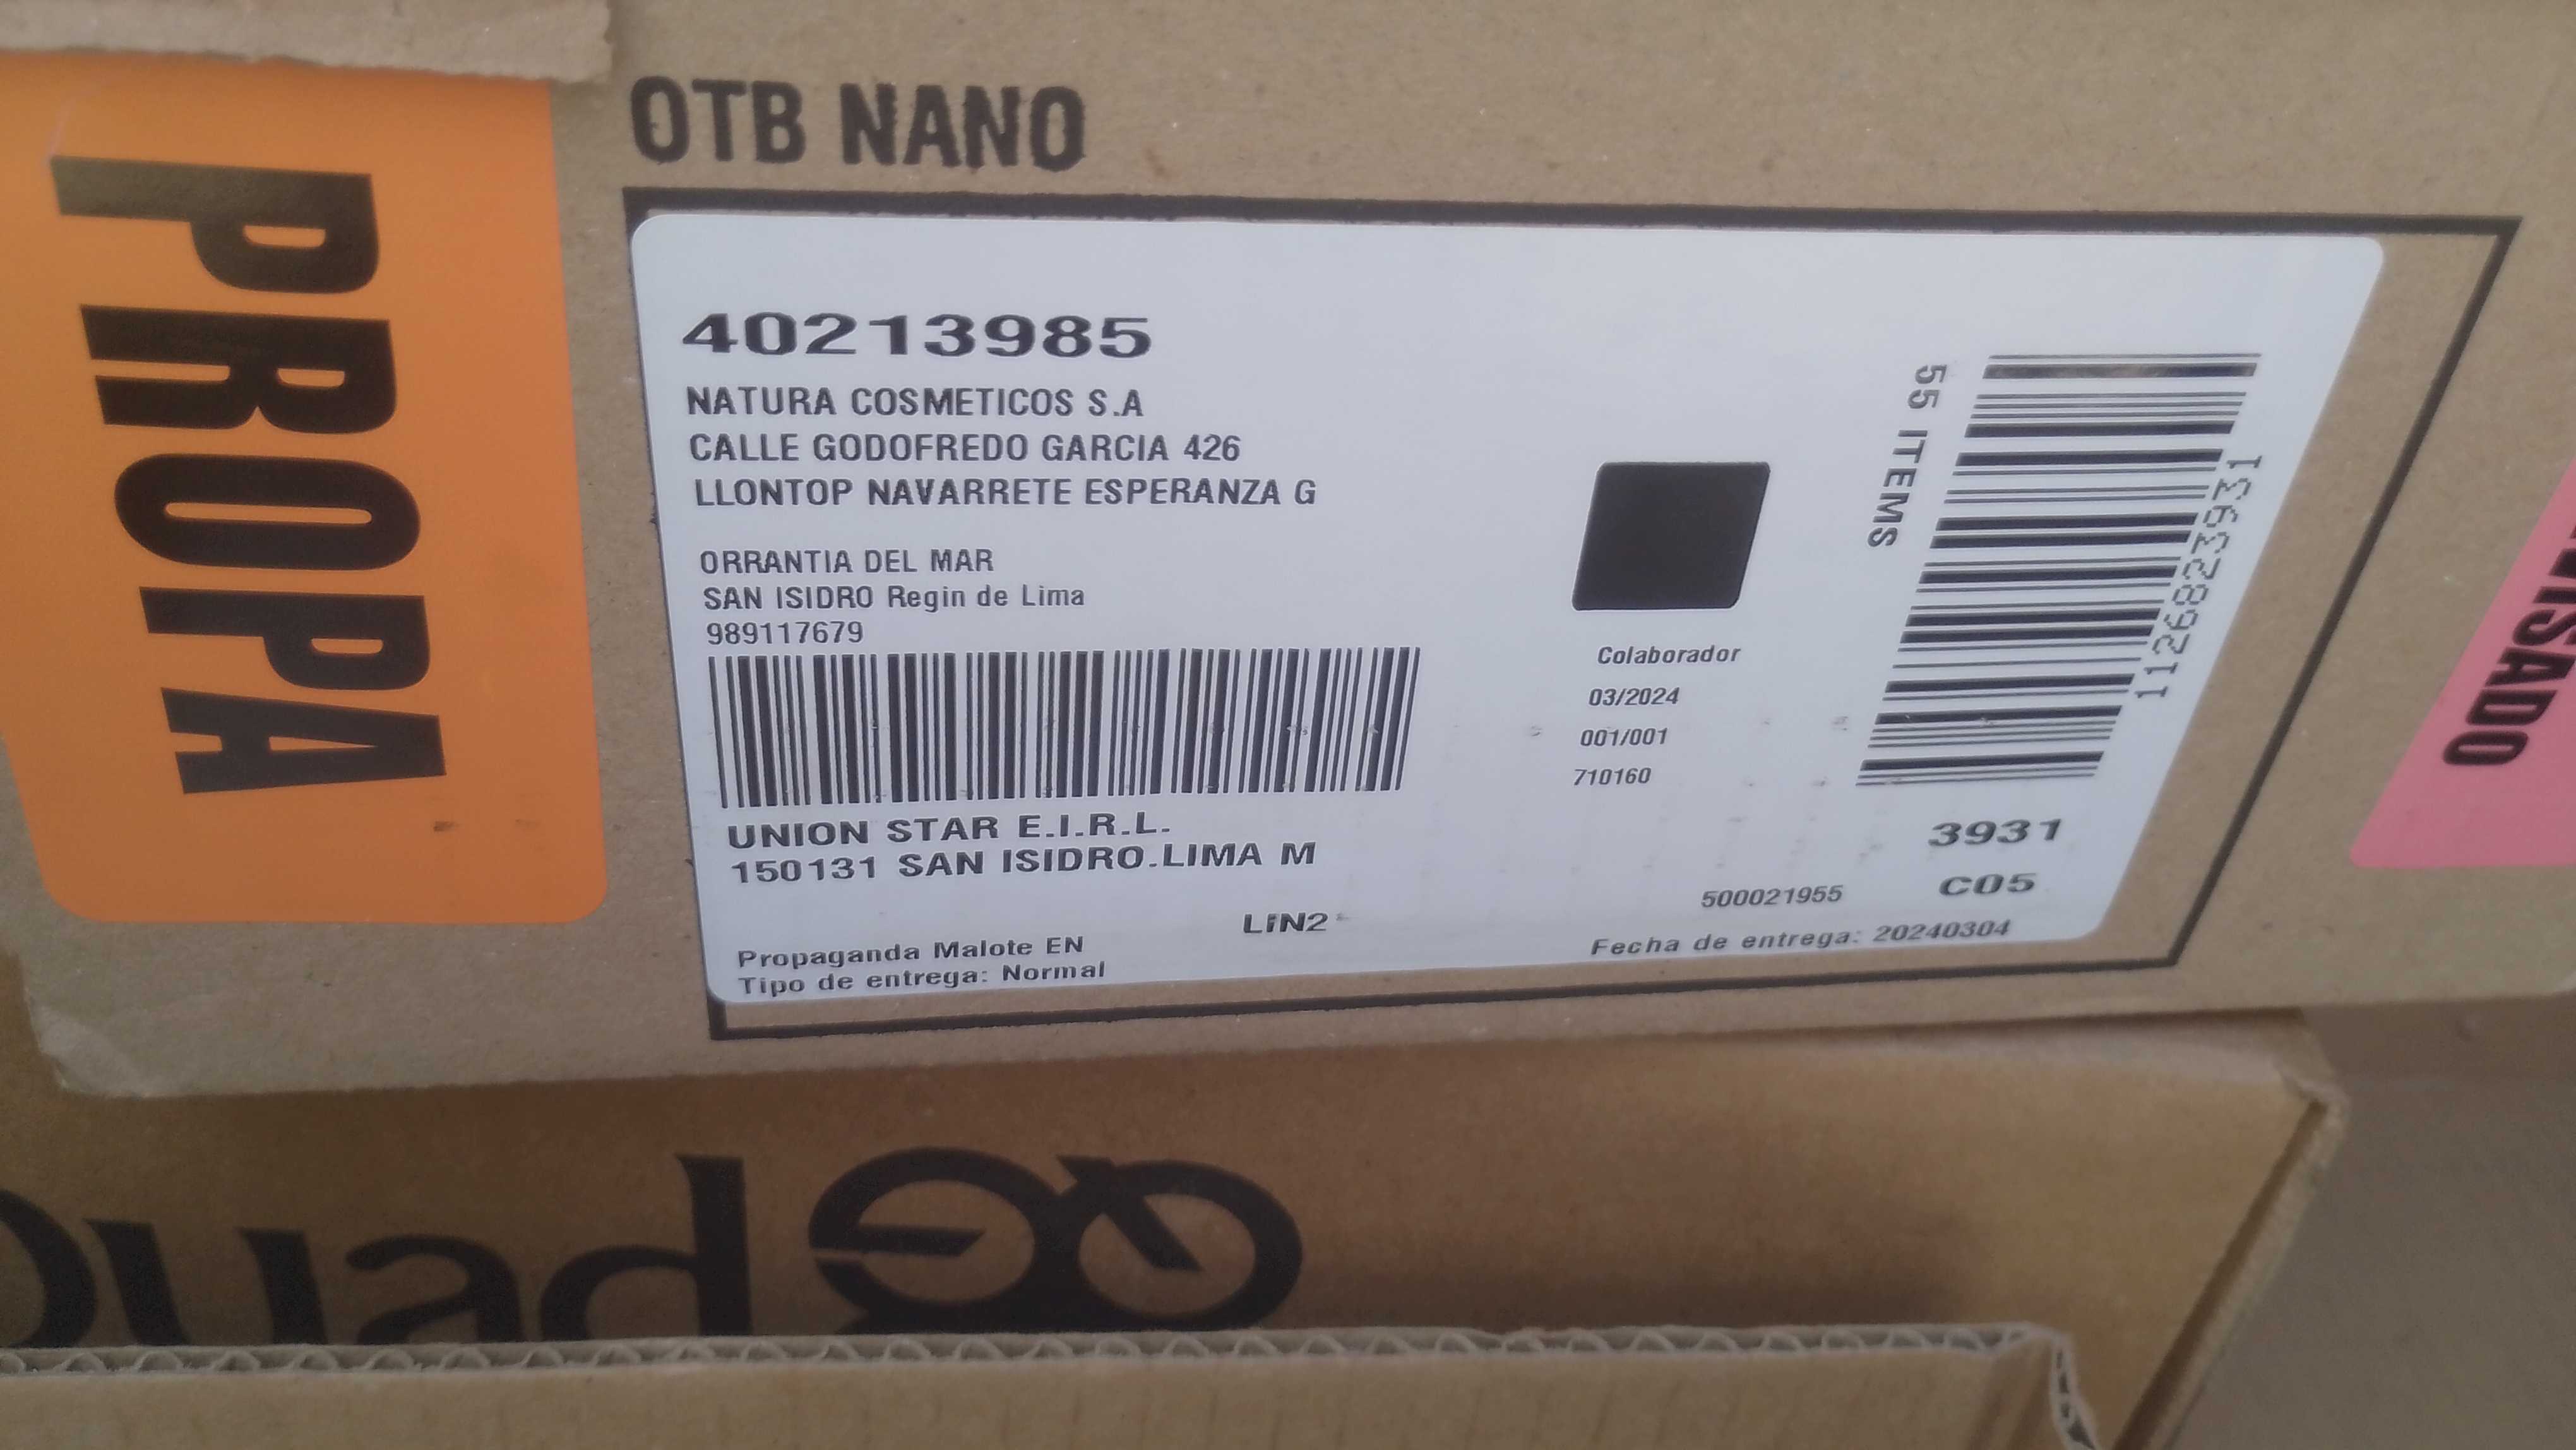 PROPA
OTB NANO
40213985
NATURA COSMETICOS S.A
CALLE GODOFREDO GARCIA 426
LLONTOP NAVARRETE ESPERANZA G
ORRANTIA DEL MAR
SAN ISIDRO Regin de Lima
989117679
UNION STAR E.I.R.L.
150131 SAN ISIDRO.LIMA M
LiN2
Propaganda Malote EN
Tipo de entrega: Normal
Colaborador
03/2024
001/001
710160
55 ITEMS
1363289211
3931
C05
500021955
Fecha de entrega: 20240304